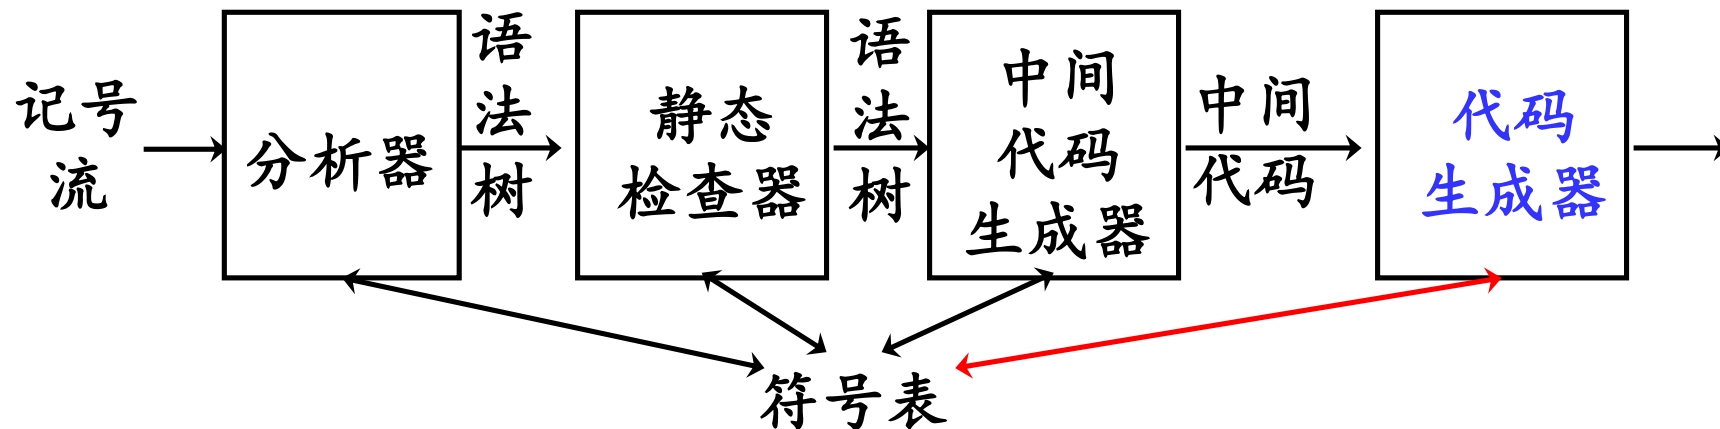 记号
流
分析器
语
法
树
静态
检查器
语
法
树
中间
代码
生成器
中间
代码
代码
生成器
符号表